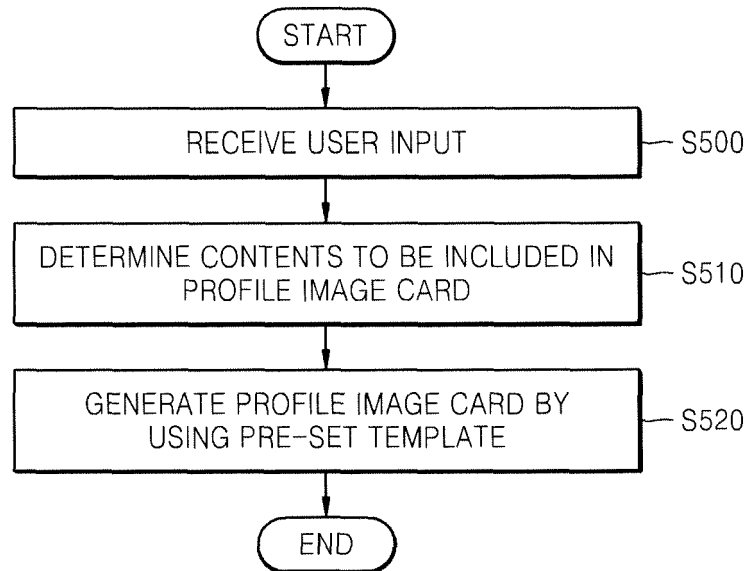 START
RECEIVE USER INPUT
S500
DETERMINE CONTENTS TO BE INCLUDED IN
PROFILE IMAGE CARD
S510
GENERATE PROFILE IMAGE CARD BY
USING PRE-SET TEMPLATE
S520
END